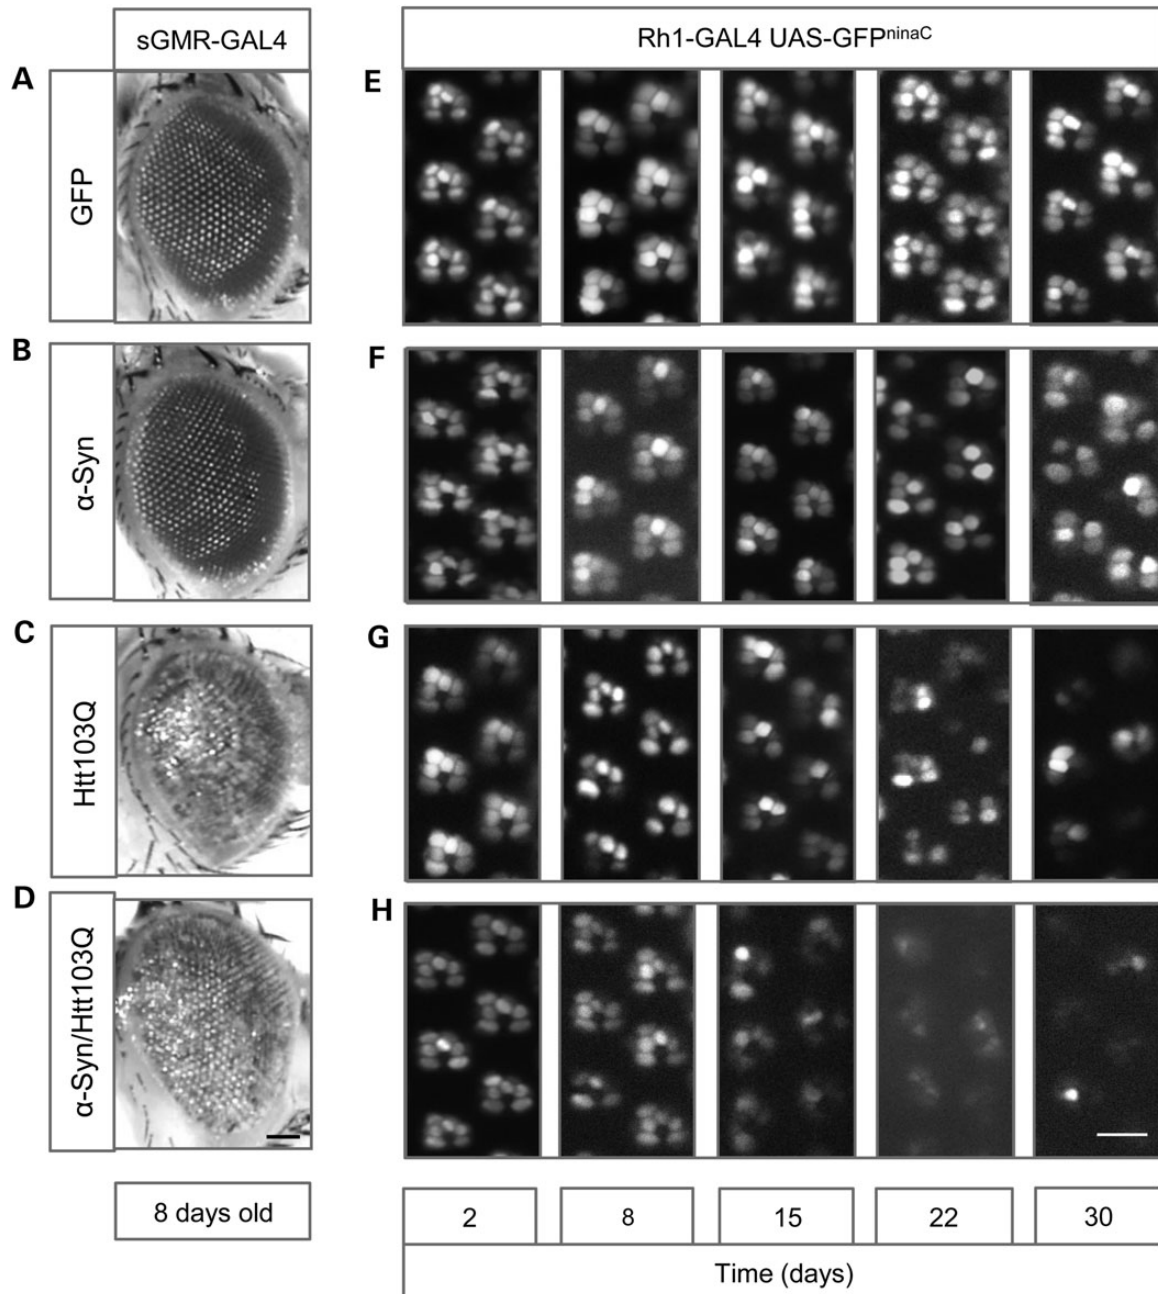 sGMR-GAL4
Rh1-GAL4 UAS-GFPninaC
A
GFP
E
B
α-Syn
F
C
Htt103Q
G
D
α-Syn/Htt103Q
H
8 days old
2
8
15
22
30
Time (days)